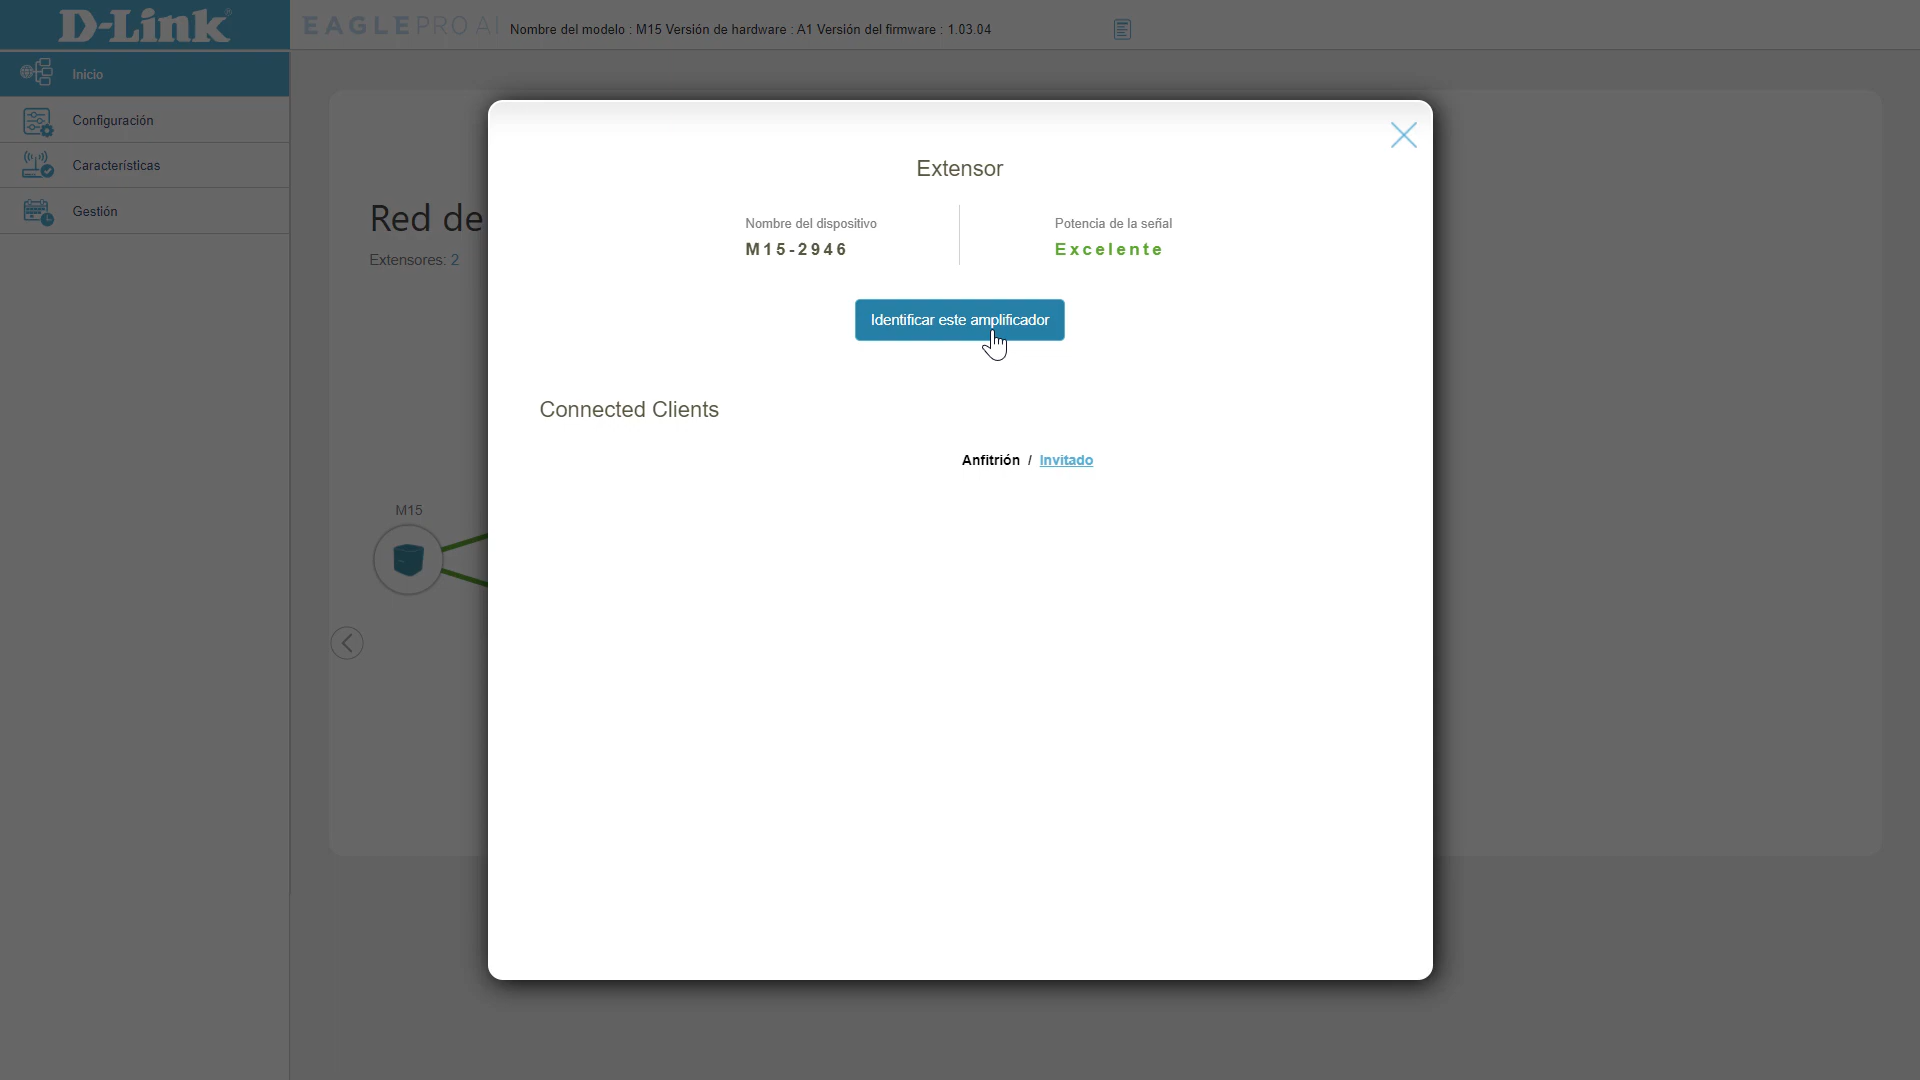 D-Link®
EAGLE PRO AI
Nombre del modelo : M15 Versión de hardware : A1 Versión del firmware : 1.03.04
Inicio
Configuración
Características
Gestión
Red de
Extensores: 2
M15
Extensor
Nombre del dispositivo
M15-2946
Potencia de la señal
Excelente
Identificar este amplificador
Connected Clients
Anfitrión / Invitado